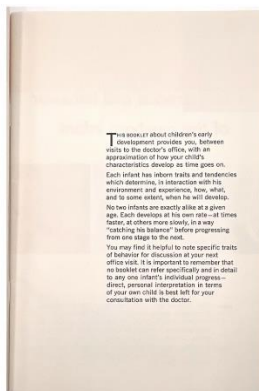 THIS BOOKLET about children's early
development provides you, between
visits to the doctor's office, with an
approximation of how your child's
characteristics develop as time goes on.
Each infant has inborn traits and tendencies
which determine, in interaction with his
environment and experience, how, what,
and to some extent, when he will develop.
No two infants are exactly alike at a given
age. Each develops at his own rate—at times
faster, at others more slowly, in a way
"catching his balance" before progressing
from one stage to the next.
You may find it helpful to note specific traits
of behavior for discussion at your next
office visit. It is important to remember that
no booklet can refer specifically and in detail
to any one infant's individual progress—
direct, personal interpretation in terms
of your own child is best left for your
consultation with the doctor.